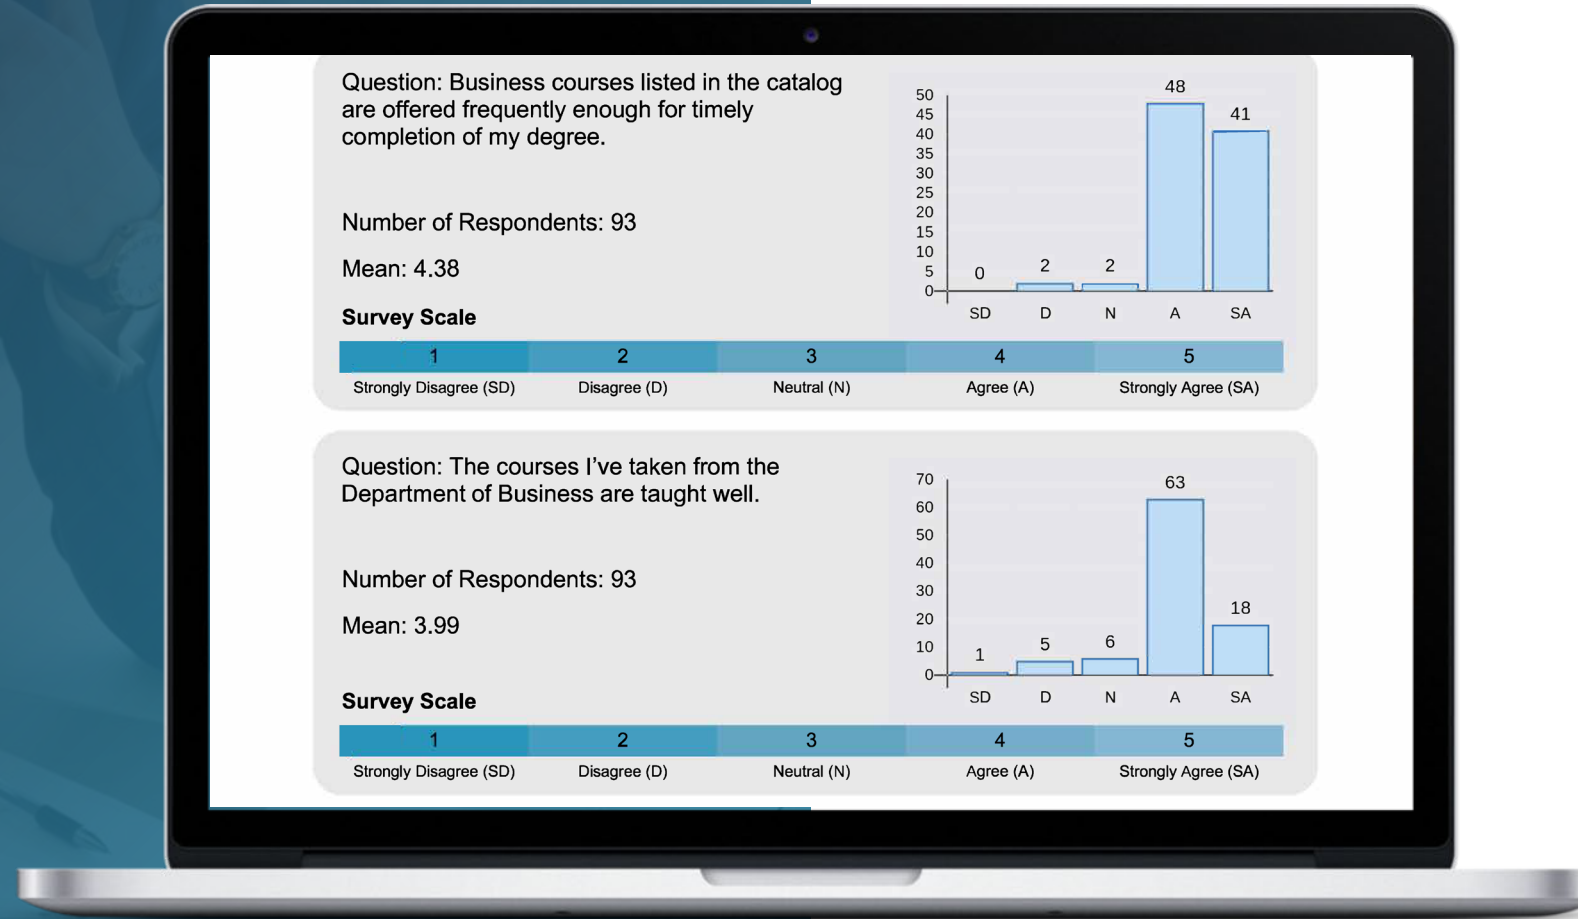 Question: Business courses listed in the catalog
are offered frequently enough for timely
completion of my degree.
Number of Respondents: 93
Mean: 4.38
50
45
40
35
30
25
20
15
10
5
0
0
2
2
48
41
SD D N A SA
Survey Scale
1 2 3 4 5
Strongly Disagree (SD) Disagree (D) Neutral (N) Agree (A) Strongly Agree (SA)
Question: The courses I’ve taken from the
Department of Business are taught well.
Number of Respondents: 93
Mean: 3.99
70
60
50
40
30
20
10
0
1
5
6
63
18
SD D N A SA
Survey Scale
1 2 3 4 5
Strongly Disagree (SD) Disagree (D) Neutral (N) Agree (A) Strongly Agree (SA)